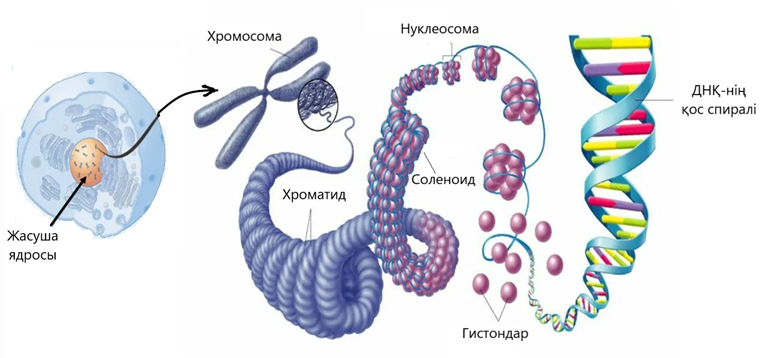 Хромосома
Нуклеосома
ДНҚ-нің
қос спиралі
Соленоид
Хроматид
Жасуша
ядросы
Гистондар